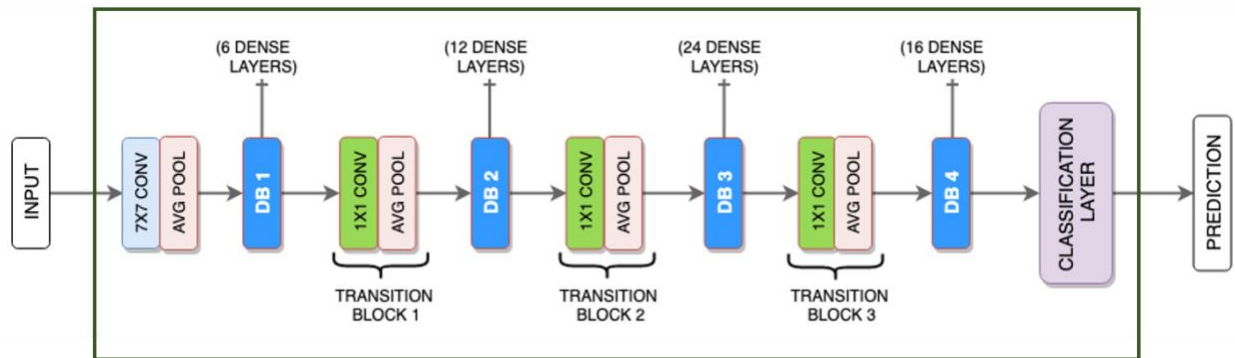 (6 DENSE
LAYERS)
(12 DENSE
LAYERS)
(24 DENSE
LAYERS)
(16 DENSE
LAYERS)
INPUT
7X7 CONV
AVG POOL
DB 1
1X1 CONV
AVG POOL
DB 2
1X1 CONV
AVG POOL
DB 3
1X1 CONV
AVG POOL
DB 4
CLASSIFICATION
LAYER
PREDICTION
TRANSITION
BLOCK 1
TRANSITION
BLOCK 2
TRANSITION
BLOCK 3